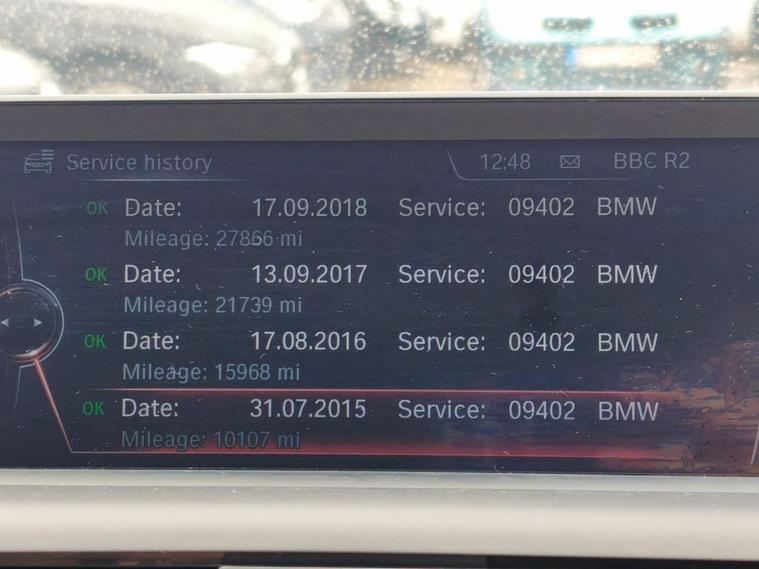 Service history 12:48 BBC R2
OK Date: 17.09.2018 Service: 09402 BMW
Mileage: 27866 mi
OK Date: 13.09.2017 Service: 09402 BMW
Mileage: 21739 mi
OK Date: 17.08.2016 Service: 09402 BMW
Mileage: 15968 mi
OK Date: 31.07.2015 Service: 09402 BMW
Mileage: 10107 mi